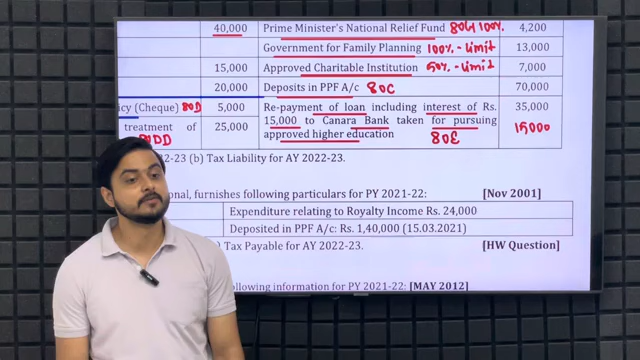 40,000 Prime Minister's National Relief Fund 80G 100%. 4,200
Government for Family Planning 100%.-Limit 13,000
15,000 Approved Charitable Institution 50%.-Limit 7,000
20,000 Deposits in PPF A/c 80C 70,000
icy (Cheque) 80D 5,000 Re-payment of loan including interest of Rs. 35,000
15,000 to Canara Bank taken for pursuing 15000
treatment of 25,000 approved higher education 80E
80DD
22-23 (b) Tax Liability for AY 2022-23.
onal, furnishes following particulars for PY 2021-22: [Nov 2001]
Expenditure relating to Royalty Income Rs. 24,000
Deposited in PPF A/c: Rs. 1,40,000 (15.03.2021)
) Tax Payable for AY 2022-23. [HW Question]
ollowing information for PY 2021-22: [MAY 2012]